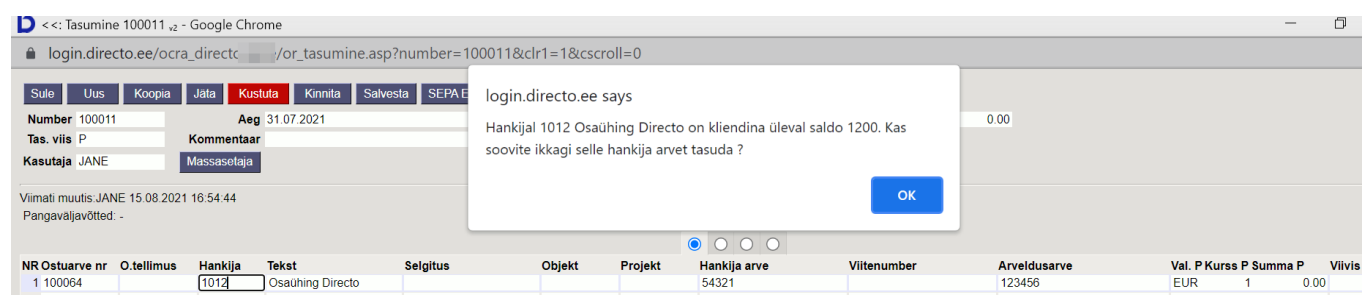 <<: Tasumine 100011 v2 - Google Chrome
login.directo.ee/ocra_directo /or_tasumine.asp?number=100011&clr1=1&cscroll=0
Sule Uus Koopia Jäta Kustuta Kinnita Salvesta SEPA E
login.directo.ee says
Hankijal 1012 Osaühing Directo on kliendina üleval saldo 1200. Kas
soovite ikkagi selle hankija arvet tasuda ?
OK
Number 100011 Aeg 31.07.2021 0.00
Tas. viis P Kommentaar
Kasutaja JANE Massasetaja
Viimati muutis:JANE 15.08.2021 16:54:44
Pangaväljavõtted: -
NR Ostuarve nr O.tellimus Hankija Tekst Selgitus Objekt Projekt Hankija arve Viitenumber Arveldusarve Val. P Kurss P Summa P Viivis
1 100064 1012 Osaühing Directo 54321 123456 EUR 1 0.00